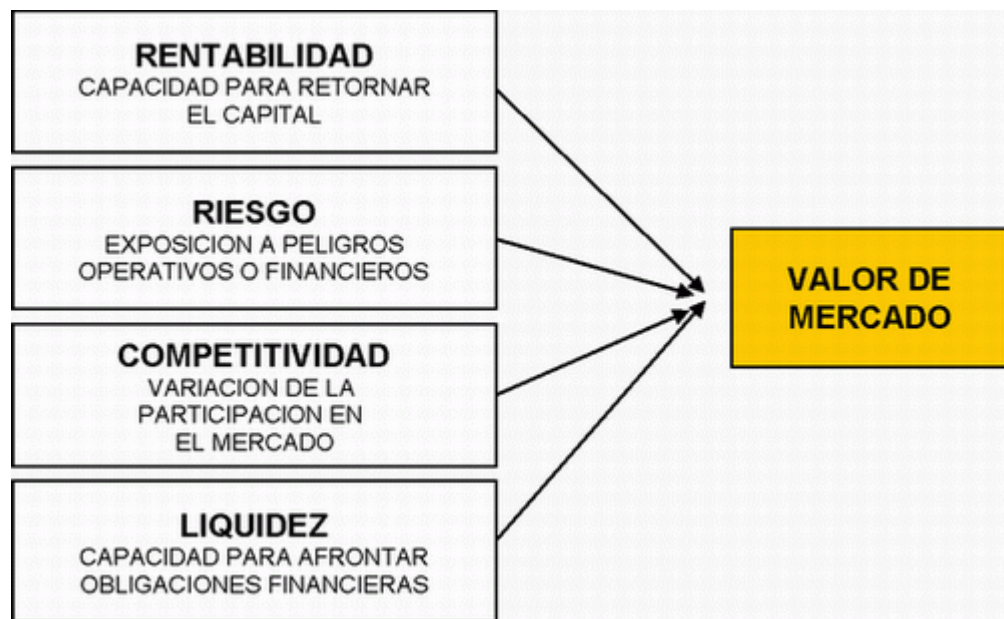 RENTABILIDAD
CAPACIDAD PARA RETORNAR
EL CAPITAL
RIESGO
EXPOSICION A PELIGROS
OPERATIVOS O FINANCIEROS
COMPETITIVIDAD
VARIACION DE LA
PARTICIPACION EN
EL MERCADO
LIQUIDEZ
CAPACIDAD PARA AFRONTAR
OBLIGACIONES FINANCIERAS
VALOR DE
MERCADO